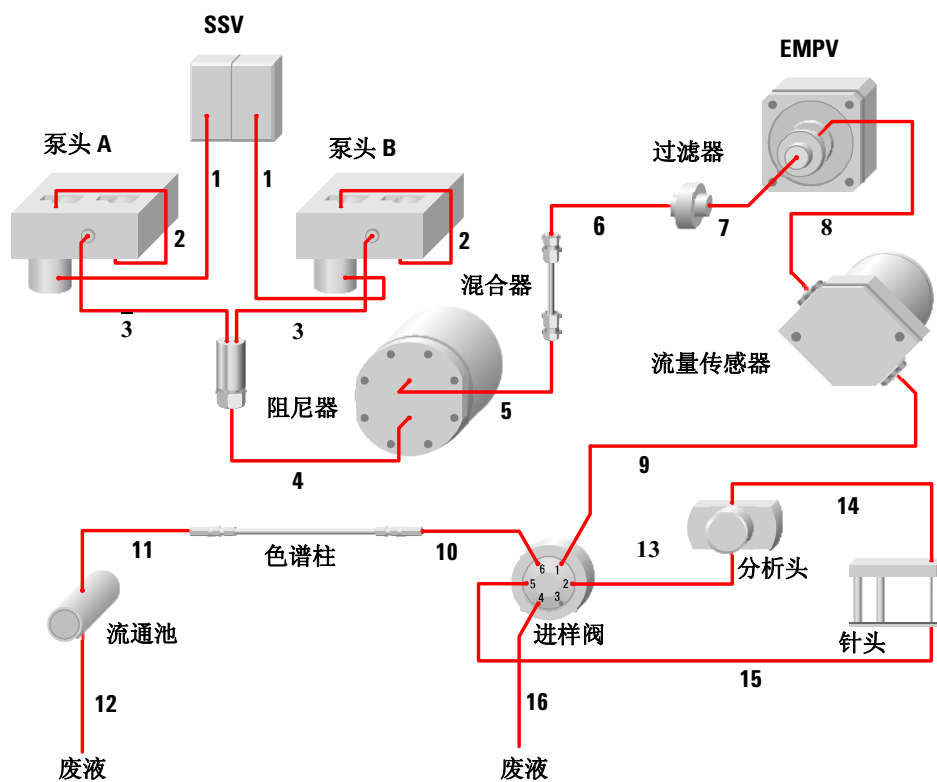 SSV
EMPV
泵头 A
泵头 B
过滤器
1
1
2
2
6
7
8
混合器
3
3
流量传感器
阻尼器
5
4
9
14
11
色谱柱
10
13
分析头
6 1
5 2
4 3
流通池
进样阀
针头
15
12
16
废液
废液